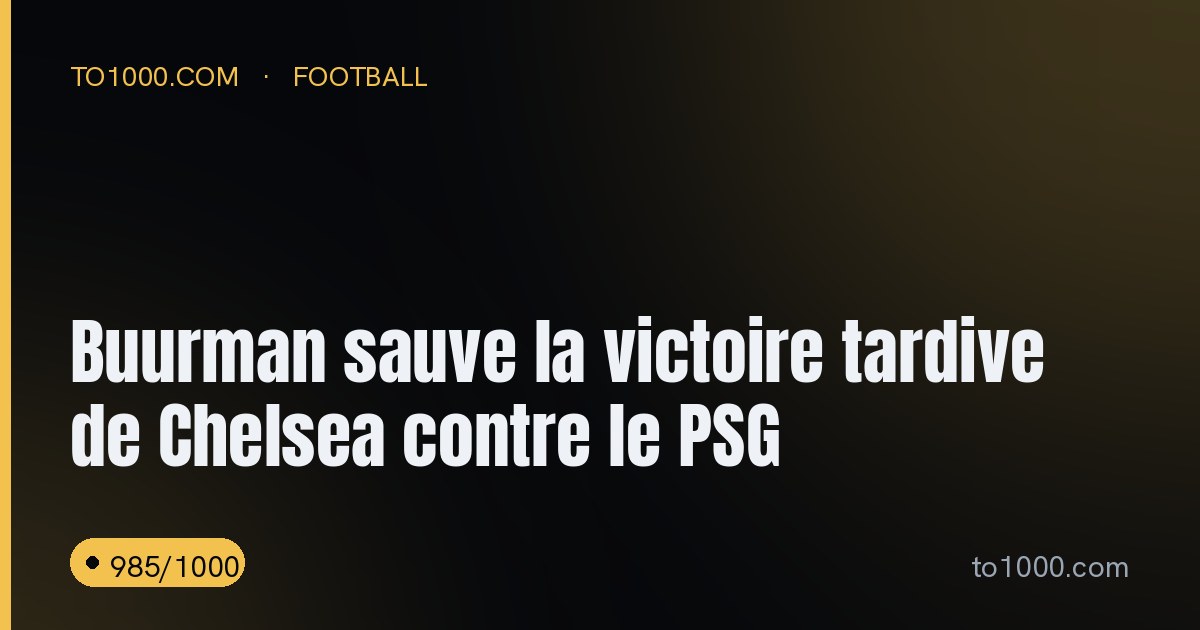 TO1000.COM · FOOTBALL
Buurman sauve la victoire tardive
de Chelsea contre le PSG
985/1000
to1000.com